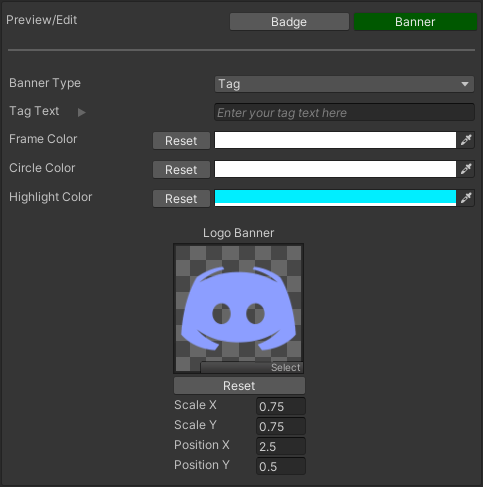 Preview/Edit Badge Banner
Banner Type Tag
Tag Text Enter your tag text here
Frame Color Reset
Circle Color Reset
Highlight Color Reset
Logo Banner
Select
Reset
Scale X 0.75
Scale Y 0.75
Position X 2.5
Position Y 0.5